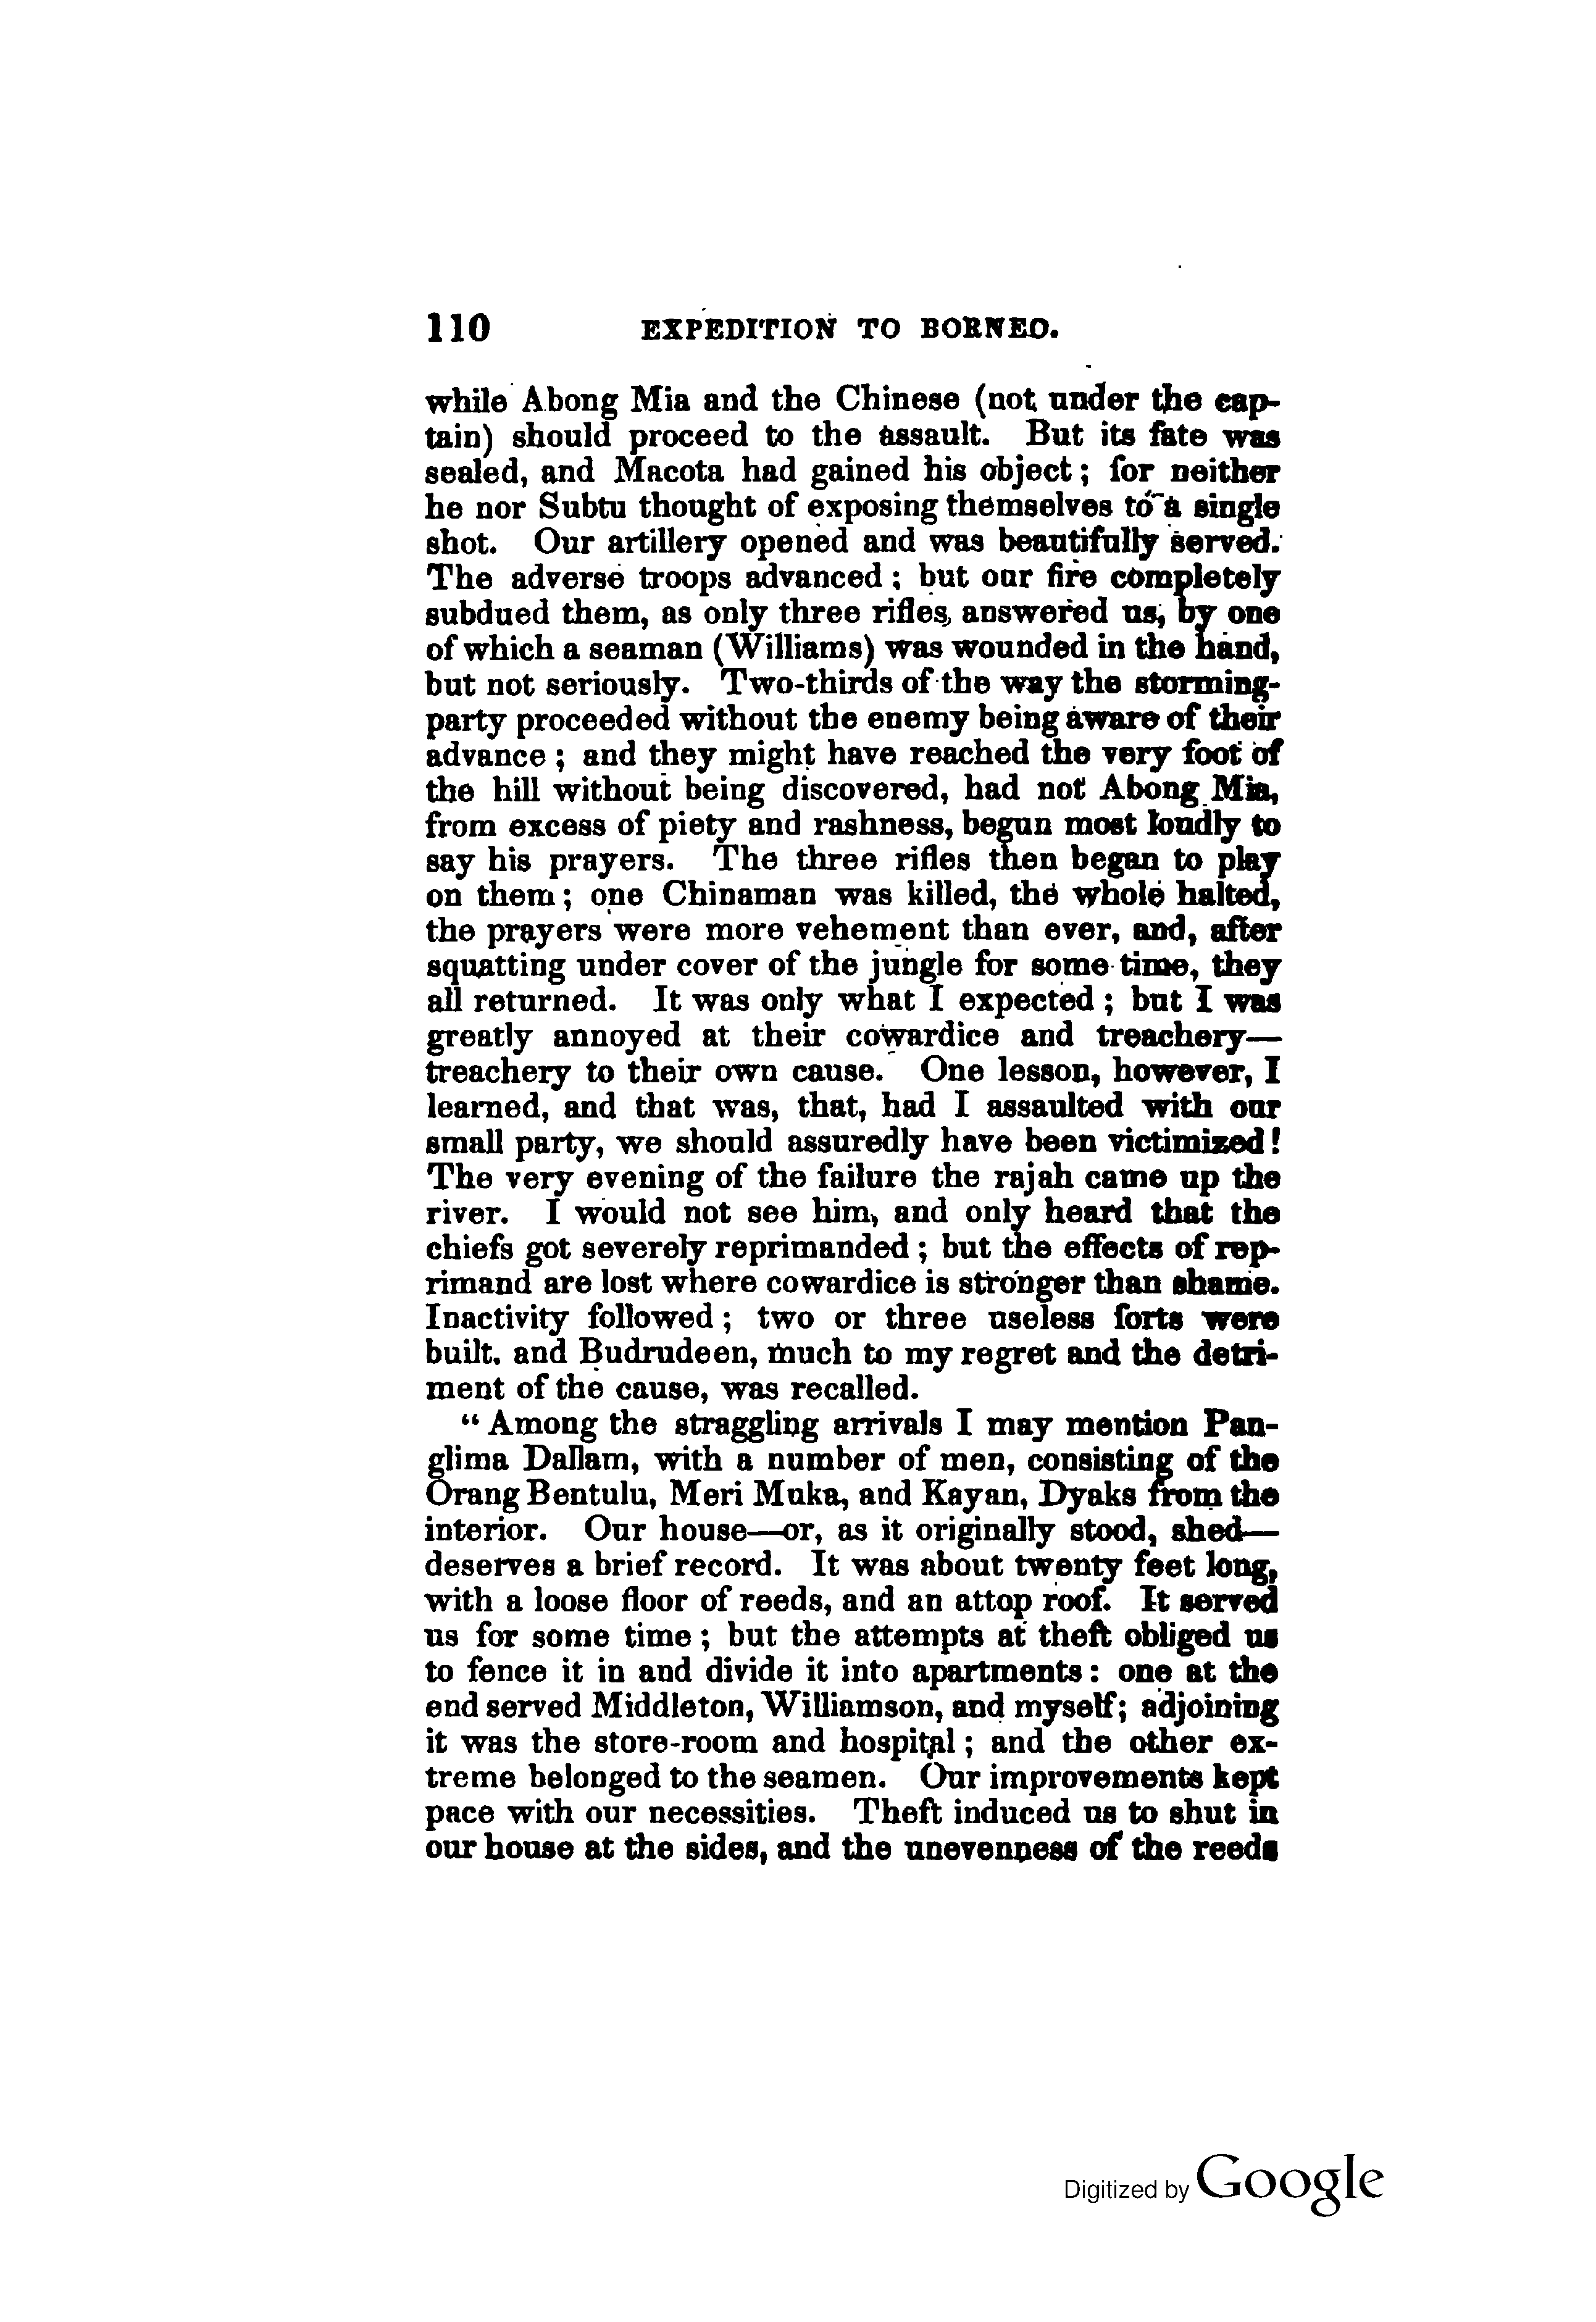 110 EXPEDITION TO BORNEO.
while Abong Mia and the Chinese (not under the cap-
tain) should proceed to the assault. But its fate was
sealed, and Macota had gained his object; for neither
he nor Subtu thought of exposing themselves to a single
shot. Our artillery opened and was beautifully served.
The adverse troops advanced; but our fire completely
subdued them, as only three rifles answered us, by one
of which a seaman (Williams) was wounded in the hand,
but not seriously. Two-thirds of the way the storming-
party proceeded without the enemy being aware of their
advance; and they might have reached the very foot of
the hill without being discovered, had not Abong Mia,
from excess of piety and rashness, begun most loudly to
say his prayers. The three rifles then began to play
on them; one Chinaman was killed, the whole halted,
the prayers were more vehement than ever, and, after
squatting under cover of the jungle for some time, they
all returned. It was only what I expected; but I was
greatly annoyed at their cowardice and treachery—
treachery to their own cause. One lesson, however, I
learned, and that was, that, had I assaulted with our
small party, we should assuredly have been victimized!
The very evening of the failure the rajah came up the
river. I would not see him, and only heard that the
chiefs got severely reprimanded; but the effects of rep-
rimand are lost where cowardice is stronger than shame.
Inactivity followed; two or three useless forts were
built. and Budrudeen, much to my regret and the detri-
ment of the cause, was recalled.
“Among the straggling arrivals I may mention Pan-
glima Dallam, with a number of men, consisting of the
Orang Bentulu, Meri Muka, and Kayan, Dyaks from the
interior. Our house—or, as it originally stood, shed—
deserves a brief record. It was about twenty feet long,
with a loose floor of reeds, and an attop roof. It served
us for some time; but the attempts at theft obliged us
to fence it in and divide it into apartments: one at the
end served Middleton, Williamson, and myself; adjoining
it was the store-room and hospital; and the other ex-
treme belonged to the seamen. Our improvements kept
pace with our necessities. Theft induced us to shut in
our house at the sides, and the unevenness of the reeds
Digitized by Google